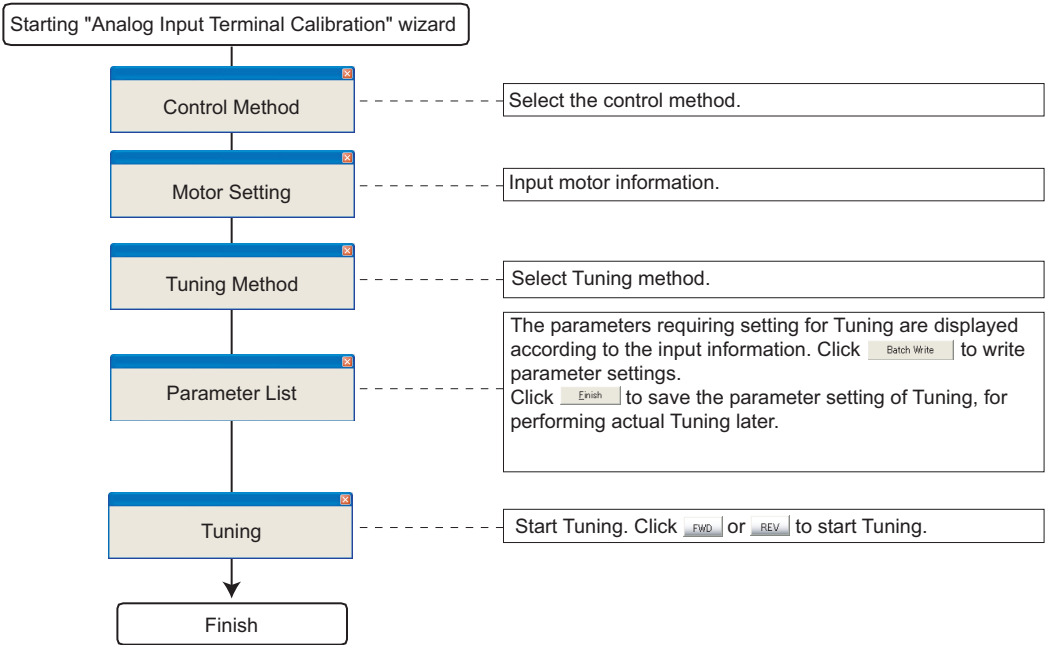 Starting "Analog Input Terminal Calibration" wizard
Control Method
Select the control method.
Motor Setting
Input motor information.
Tuning Method
Select Tuning method.
Parameter List
The parameters requiring setting for Tuning are displayed
according to the input information. Click Batch Write to write
parameter settings.
Click Finish to save the parameter setting of Tuning, for
performing actual Tuning later.
Tuning
Start Tuning. Click FWD or REV to start Tuning.
Finish